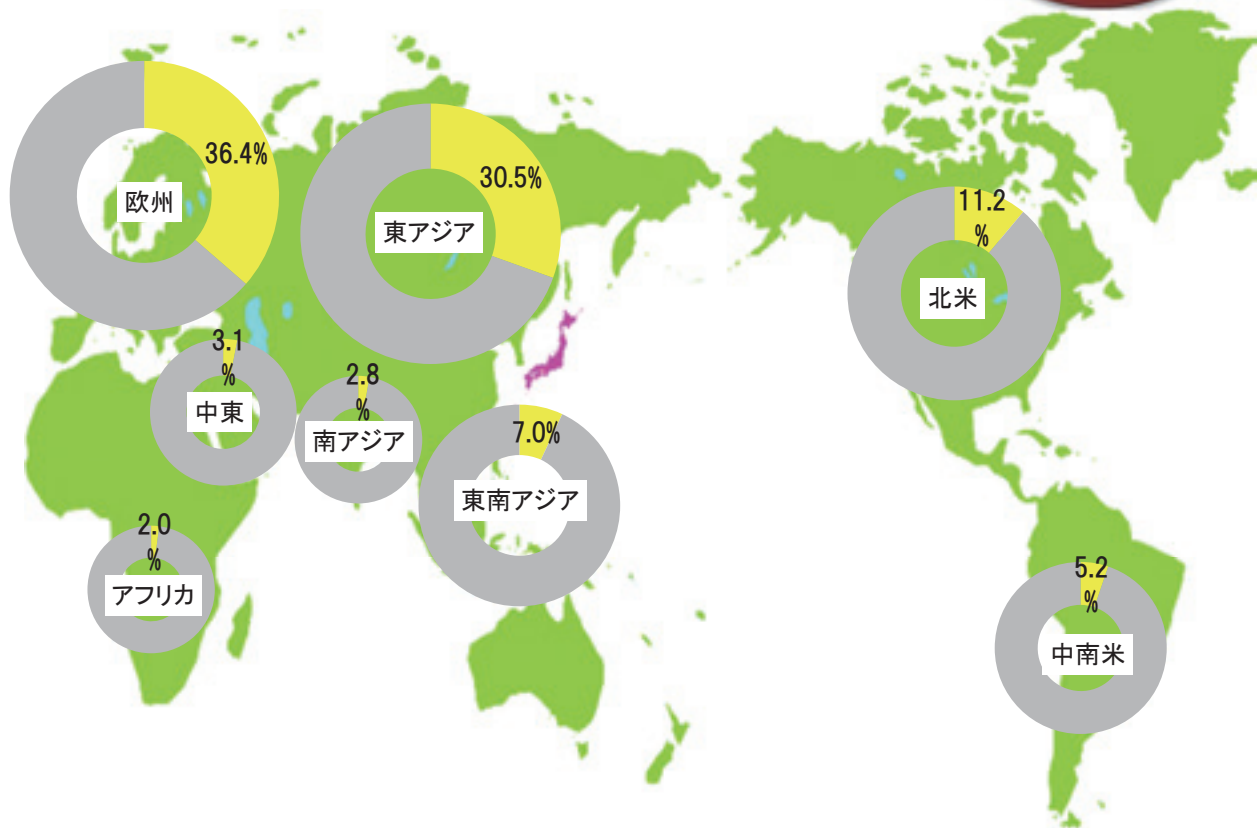 36.4%
欧州
30.5%
東アジア
11.2
%
北米
3.1
%
中東
2.8
%
南アジア
7.0%
東南アジア
2.0
%
アフリカ
5.2
%
中南米